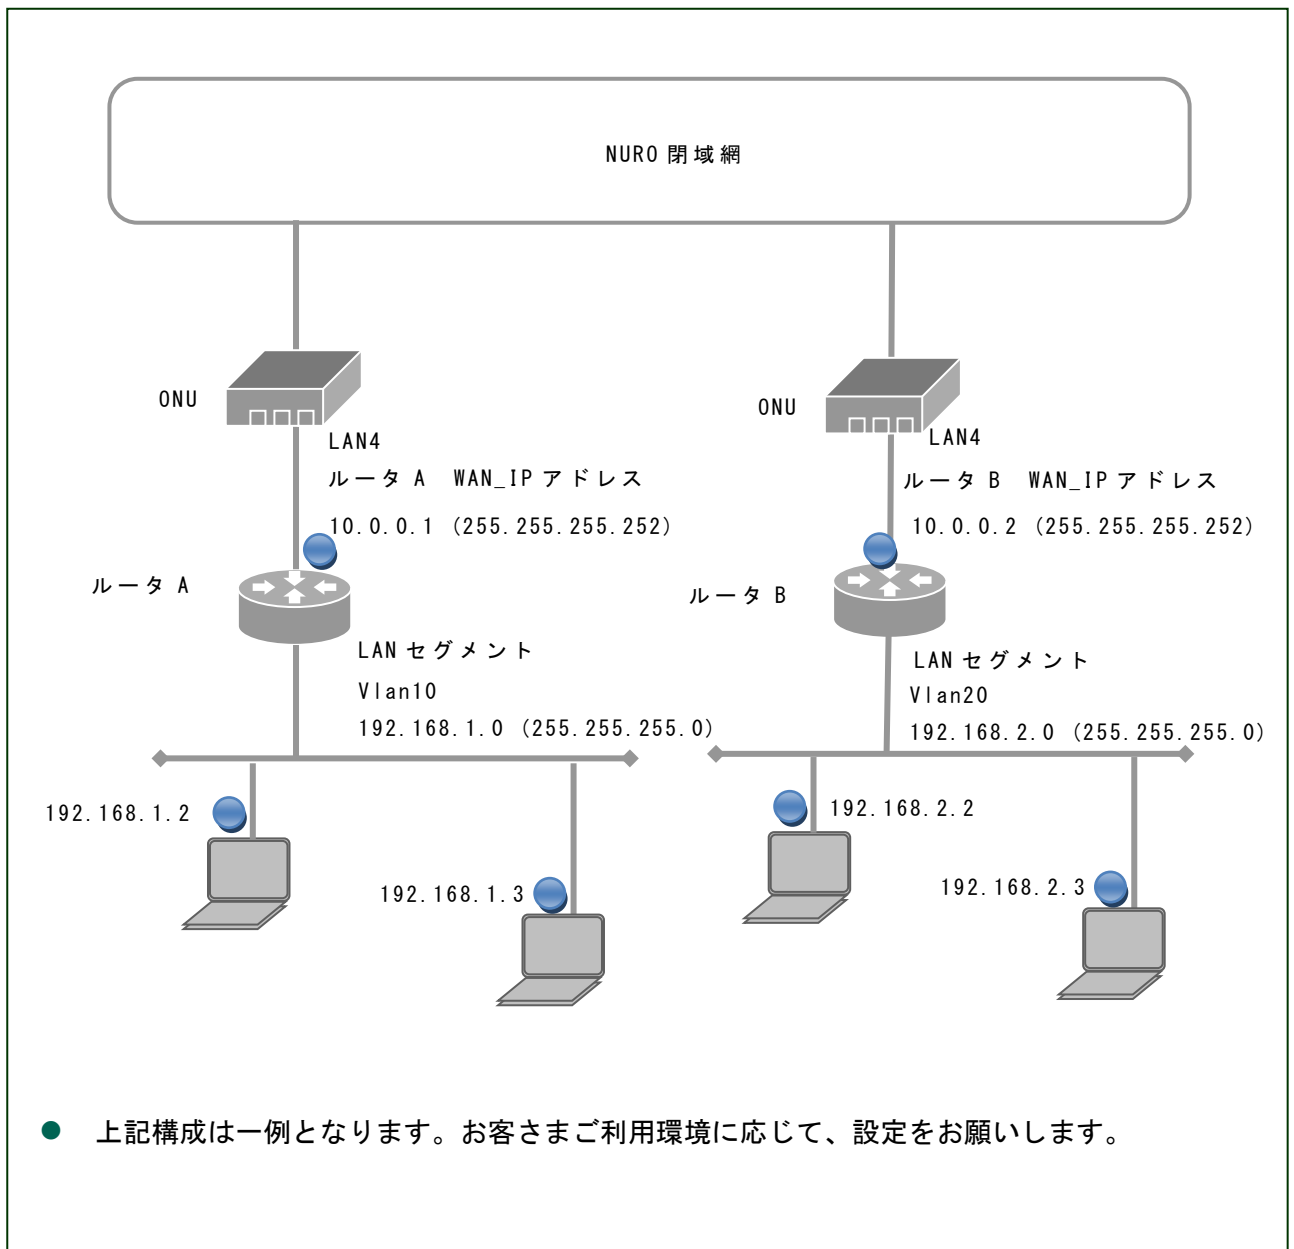 NURO 閉域網
ONU
LAN4
ルータ A　WAN_IP アドレス
10.0.0.1 (255.255.255.252)
ルータ A
LAN セグメント
Vlan10
192.168.1.0 (255.255.255.0)
192.168.1.2
192.168.1.3
ONU
LAN4
ルータ B　WAN_IP アドレス
10.0.0.2 (255.255.255.252)
ルータ B
LAN セグメント
Vlan20
192.168.2.0 (255.255.255.0)
192.168.2.2
192.168.2.3
● 上記構成は一例となります。お客さまご利用環境に応じて、設定をお願いします。